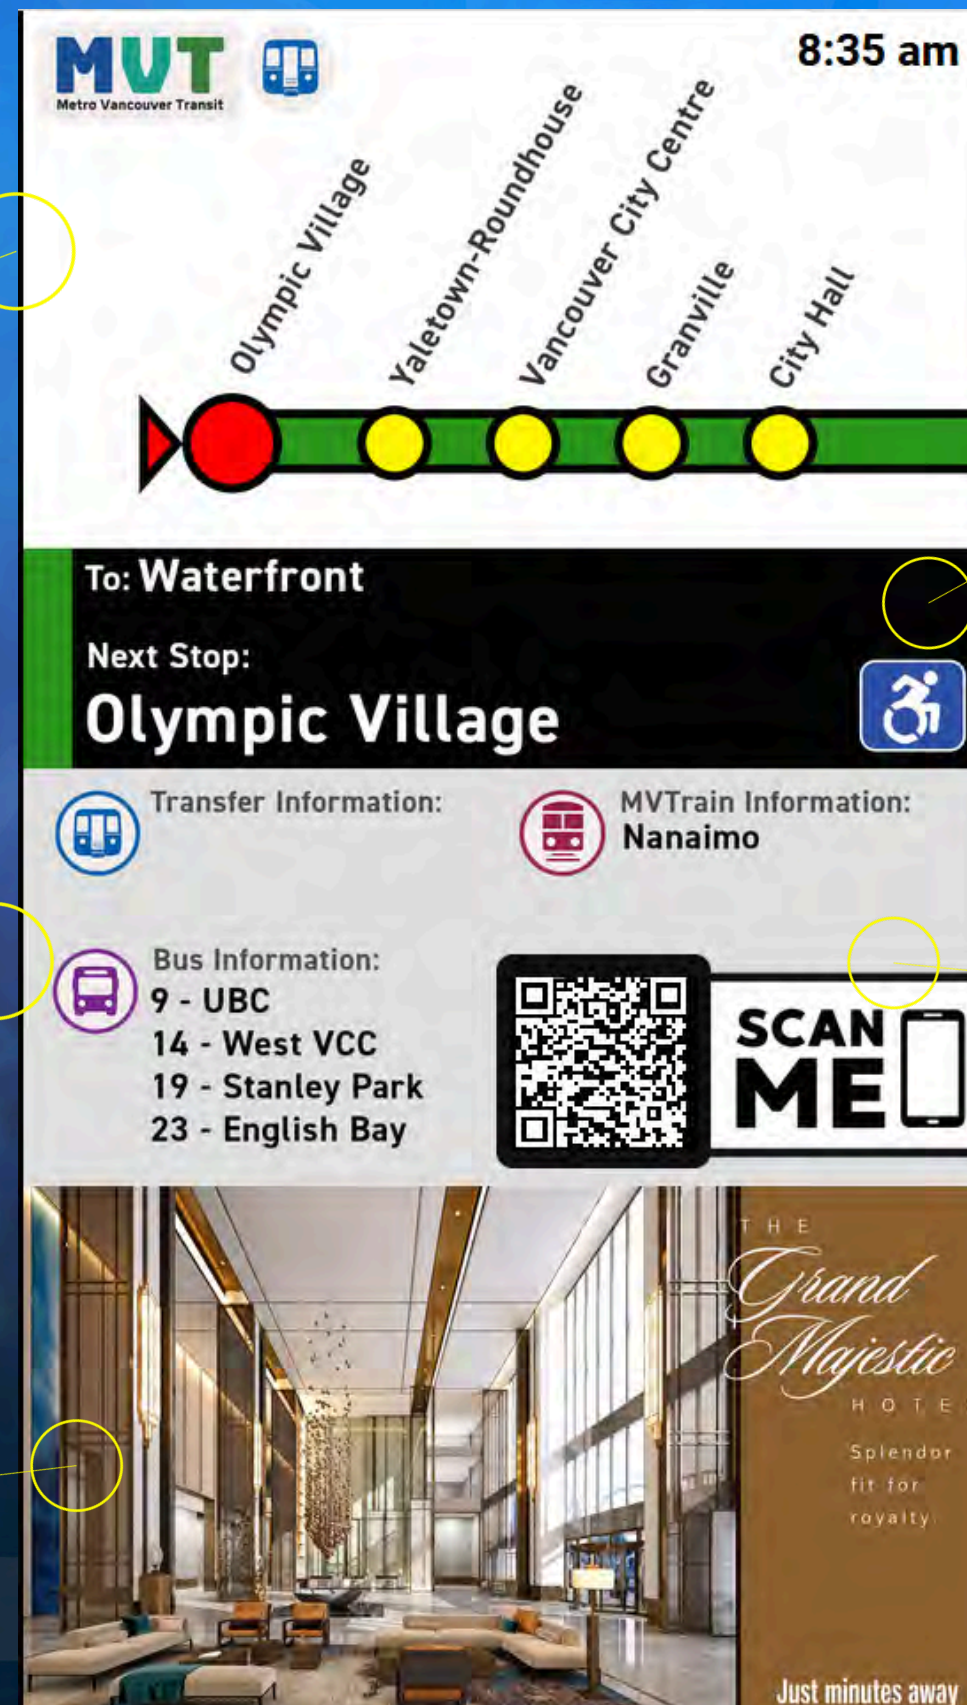 MVT
Metro Vancouver Transit
8:35 am
Olympic Village
Yaletown-Roundhouse
Vancouver City Centre
Granville
City Hall
To: Waterfront
Next Stop:
Olympic Village
Transfer Information:
MVTrain Information:
Nanaimo
Bus Information:
9 - UBC
14 - West VCC
19 - Stanley Park
23 - English Bay
SCAN
ME
THE
Grand
Majestic
HOTE
Splendor
fit for
royalty
Just minutes away